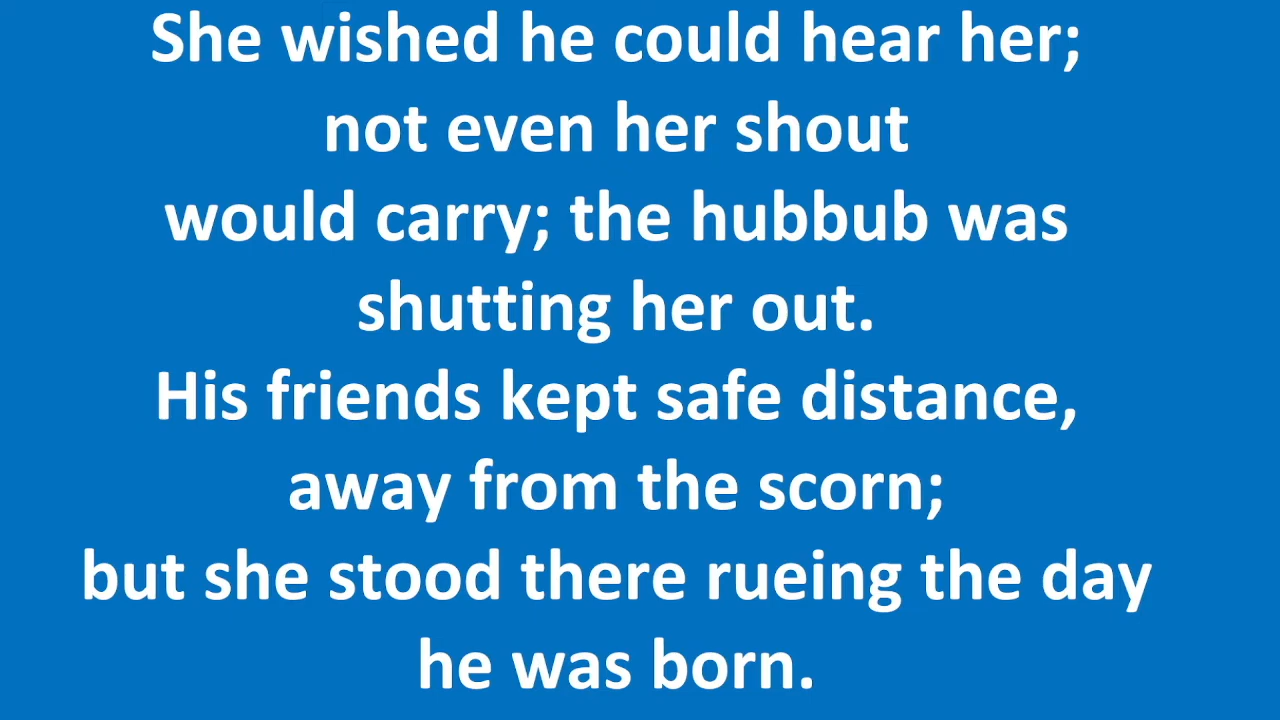 She wished he could hear her;
not even her shout
would carry; the hubbub was
shutting her out.
His friends kept safe distance,
away from the scorn;
but she stood there rueing the day
he was born.